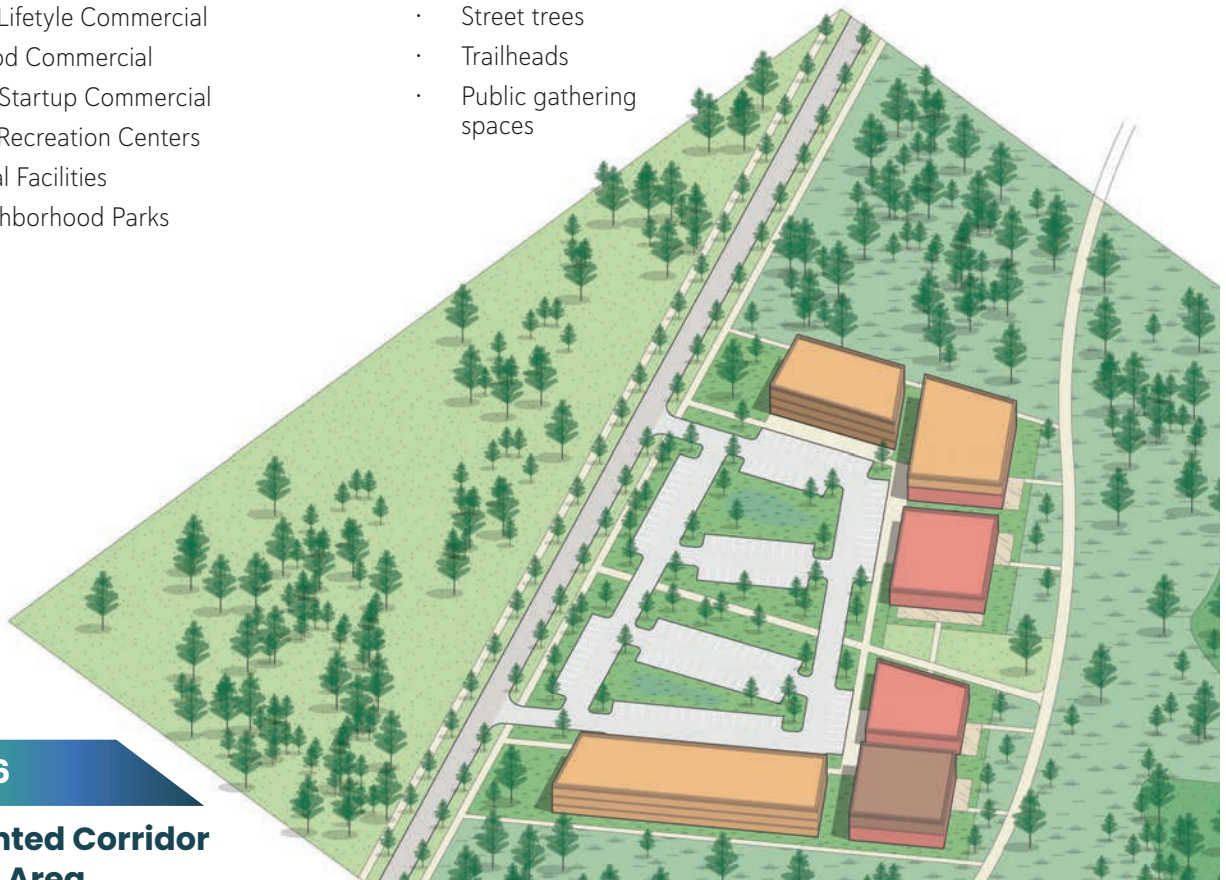 Lifetyle Commercial
od Commercial
Startup Commercial
Recreation Centers
al Facilities
hborhood Parks
· Street trees
· Trailheads
· Public gathering
spaces
6
nted Corridor
Area